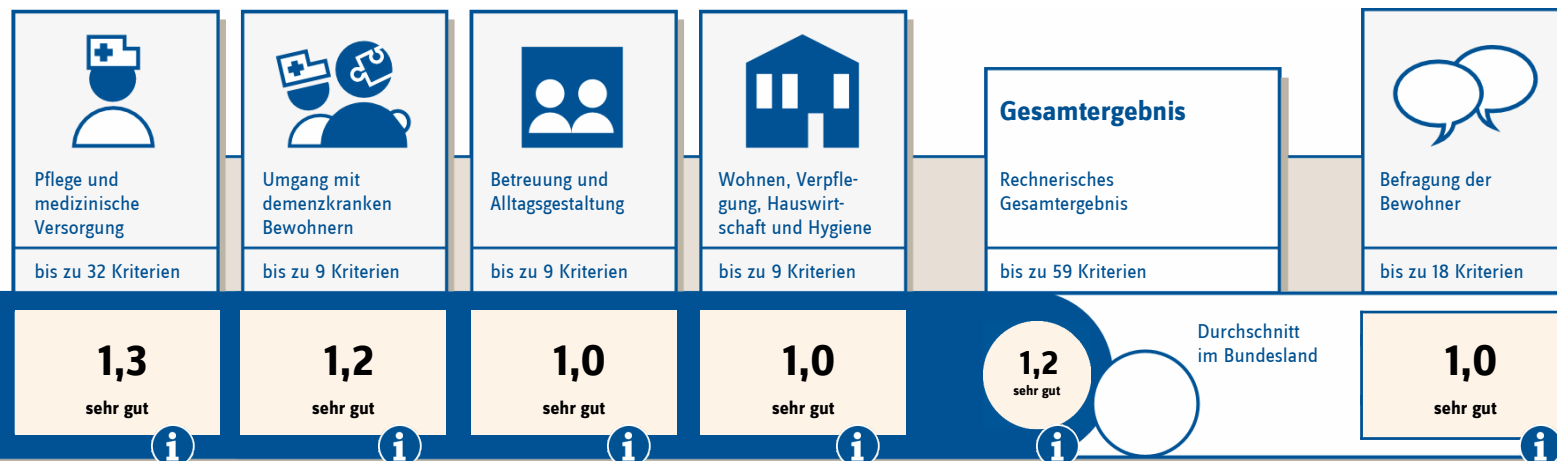 Pflege und
medizinische
Versorgung
bis zu 32 Kriterien
1,3
sehr gut
i
Umgang mit
demenzkranken
Bewohnern
bis zu 9 Kriterien
1,2
sehr gut
i
Betreuung und
Alltagsgestaltung
bis zu 9 Kriterien
1,0
sehr gut
i
Wohnen, Verpfle-
gung, Hauswirt-
schaft und Hygiene
bis zu 9 Kriterien
1,0
sehr gut
i
Gesamtergebnis
Rechnerisches
Gesamtergebnis
bis zu 59 Kriterien
1,2
sehr gut
i
Durchschnitt
im Bundesland
Befragung der
Bewohner
bis zu 18 Kriterien
1,0
sehr gut
i